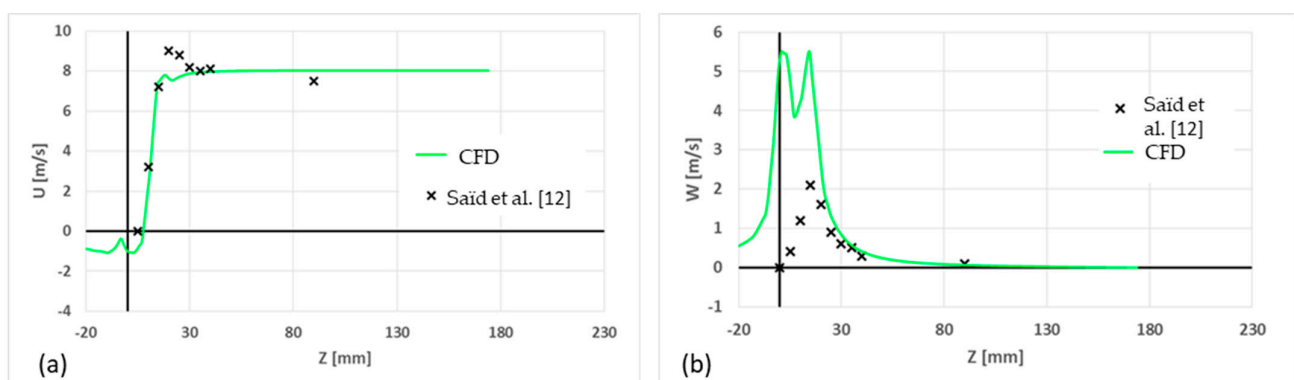 10
8
6
4
2
0
-2
-4
U [m/s]
CFD
Saïd et al. [12]
-20 30 80 130 180 230
Z [mm]
(a)
6
5
4
3
2
1
0
-1
W [m/s]
Saïd et
al. [12]
CFD
-20 30 80 130 180 230
Z [mm]
(b)